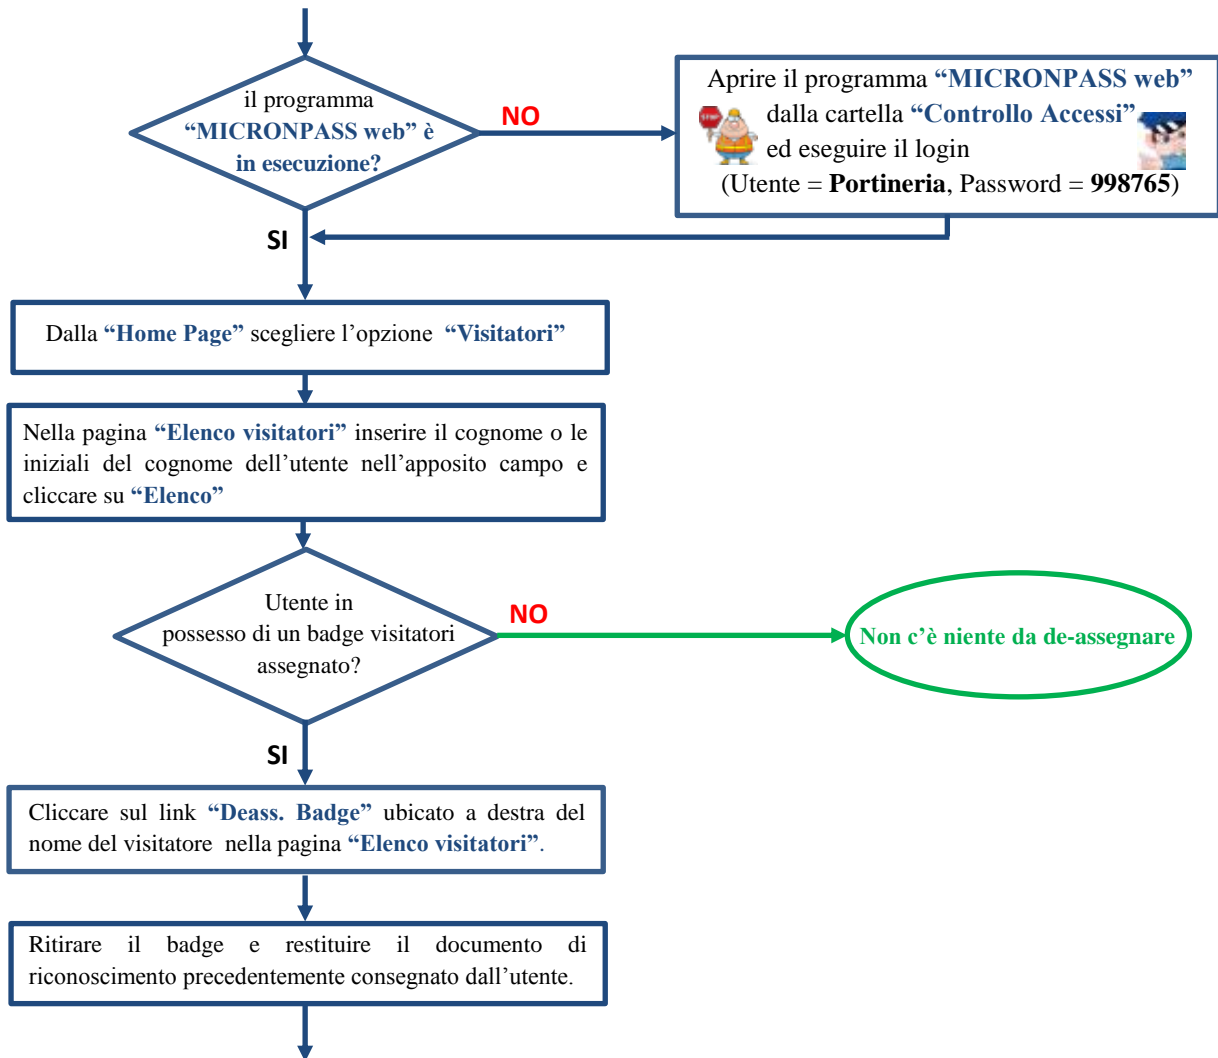 il programma
“MICRONPASS web” è
in esecuzione?
NO
Aprire il programma “MICRONPASS web”
dalla cartella “Controllo Accessi”
ed eseguire il login
(Utente = Portineria, Password = 998765)
STOP
SI
Dalla “Home Page” scegliere l’opzione “Visitatori”
Nella pagina “Elenco visitatori” inserire il cognome o le
iniziali del cognome dell’utente nell’apposito campo e
cliccare su “Elenco”
Utente in
possesso di un badge visitatori
assegnato?
NO
Non c’è niente da de-assegnare
SI
Cliccare sul link “Deass. Badge” ubicato a destra del
nome del visitatore nella pagina “Elenco visitatori”.
Ritirare il badge e restituire il documento di
riconoscimento precedentemente consegnato dall’utente.